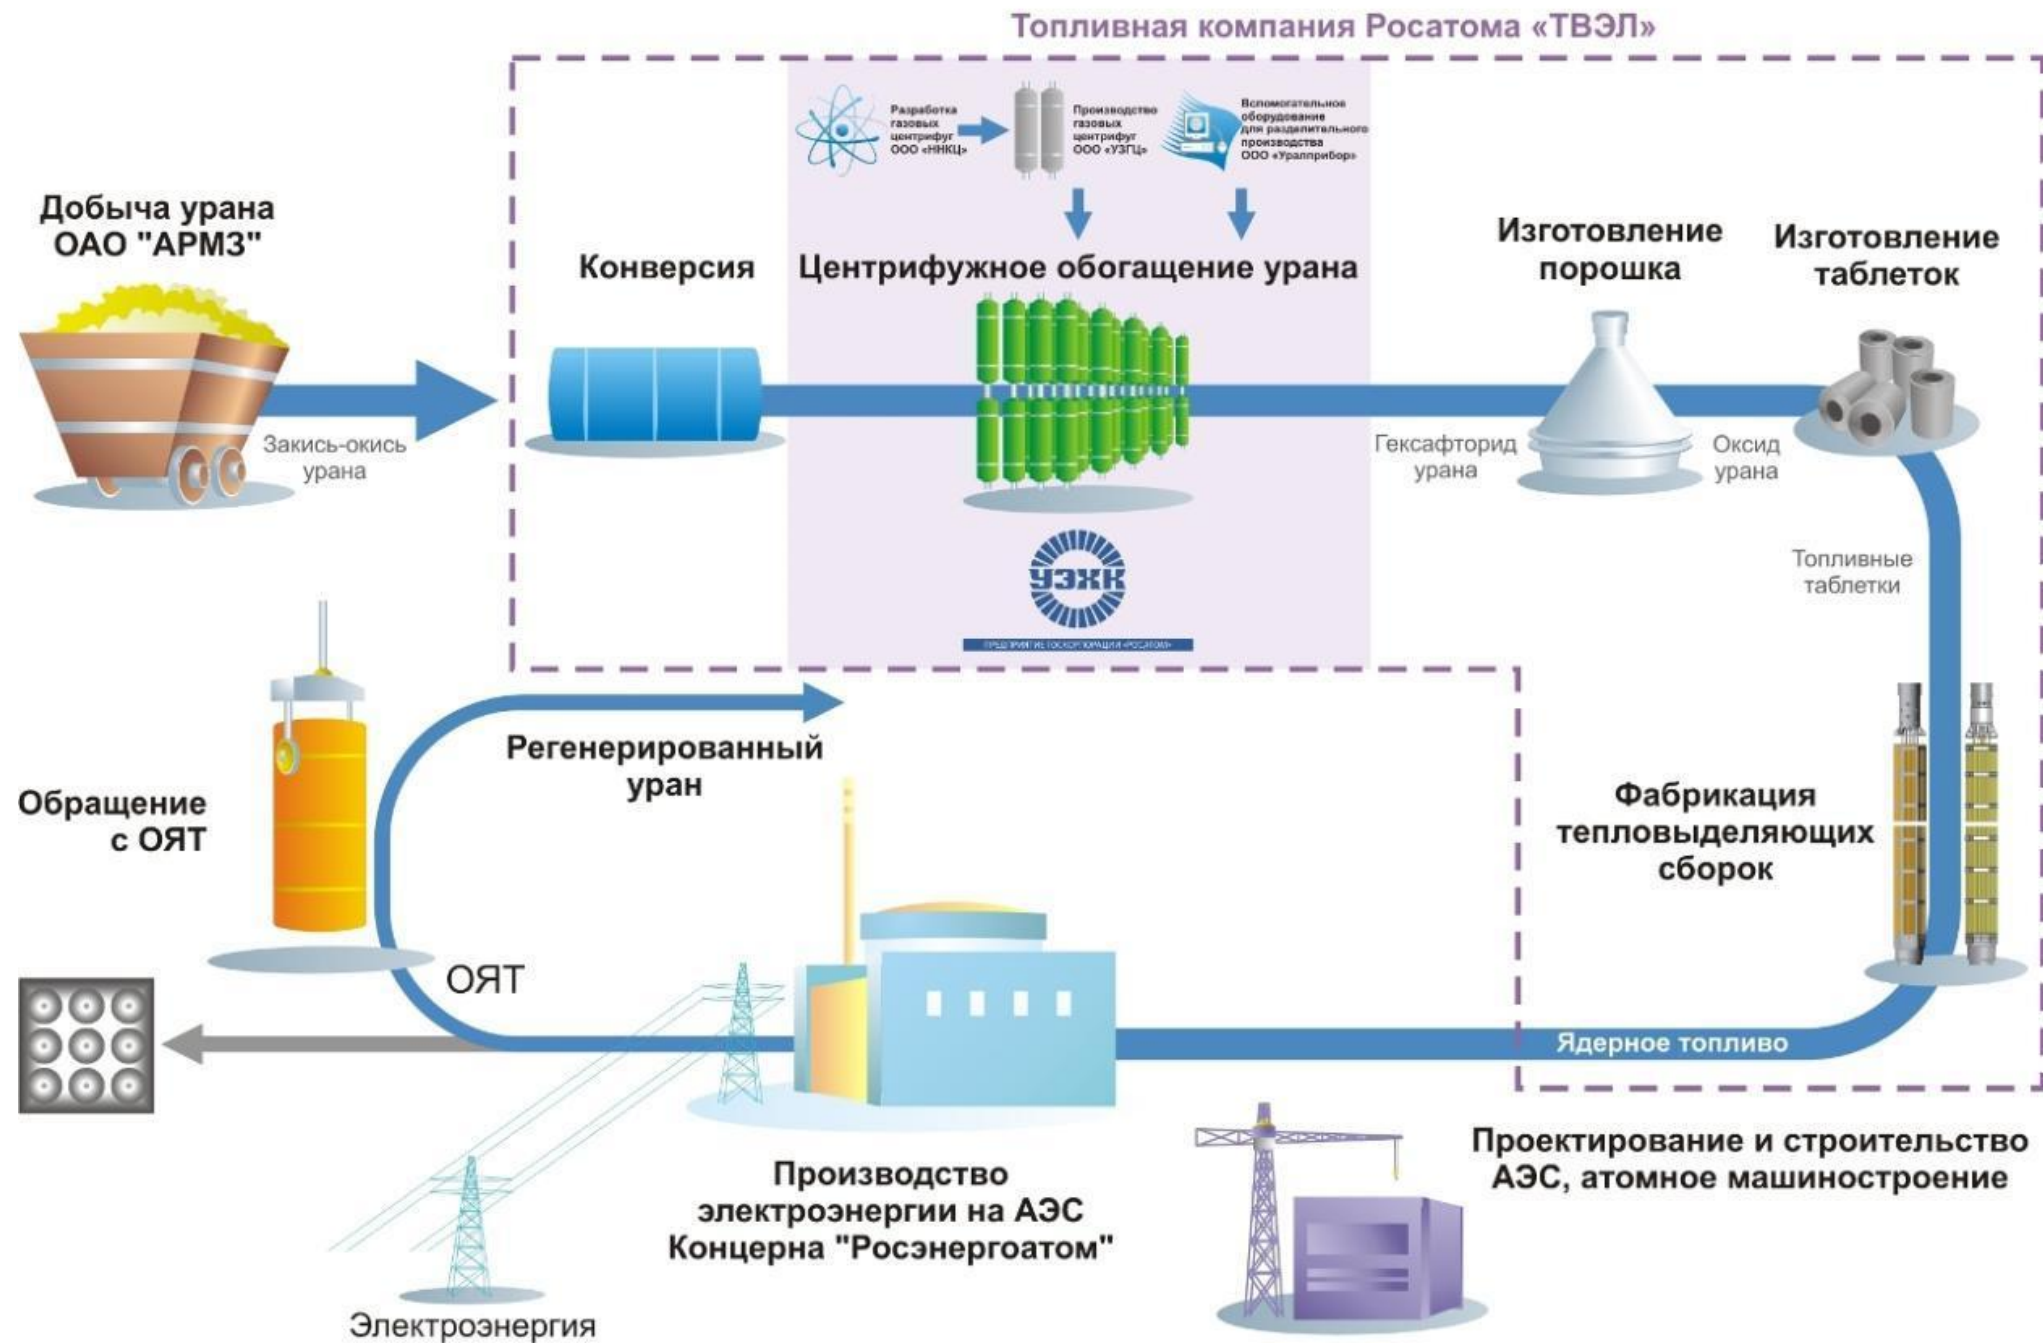 Топливная компания Росатома «ТВЭЛ»
Разработка
газовых
центрифуг
ООО «ННКЦ»
Производство
газовых
центрифуг
ООО «УЗГЦ»
Вспомогательное
оборудование
для разделительного
производства
ООО «Уралприбор»
Добыча урана
ОАО "АРМЗ"
Конверсия
Центрифужное обогащение урана
Изготовление
порошка
Изготовление
таблеток
Закись-окись
урана
Гексафторид
урана
Оксид
урана
УЭХК
ПРЕДПРИЯТИЕ ГОСКОРПОРАЦИИ «РОСАТОМ»
Топливные
таблетки
Регенерированный
уран
Обращение
с ОЯТ
Фабрикация
тепловыделяющих
сборок
ОЯТ
Ядерное топливо
Проектирование и строительство
АЭС, атомное машиностроение
Производство
электроэнергии на АЭС
Концерна "Росэнергоатом"
Электроэнергия